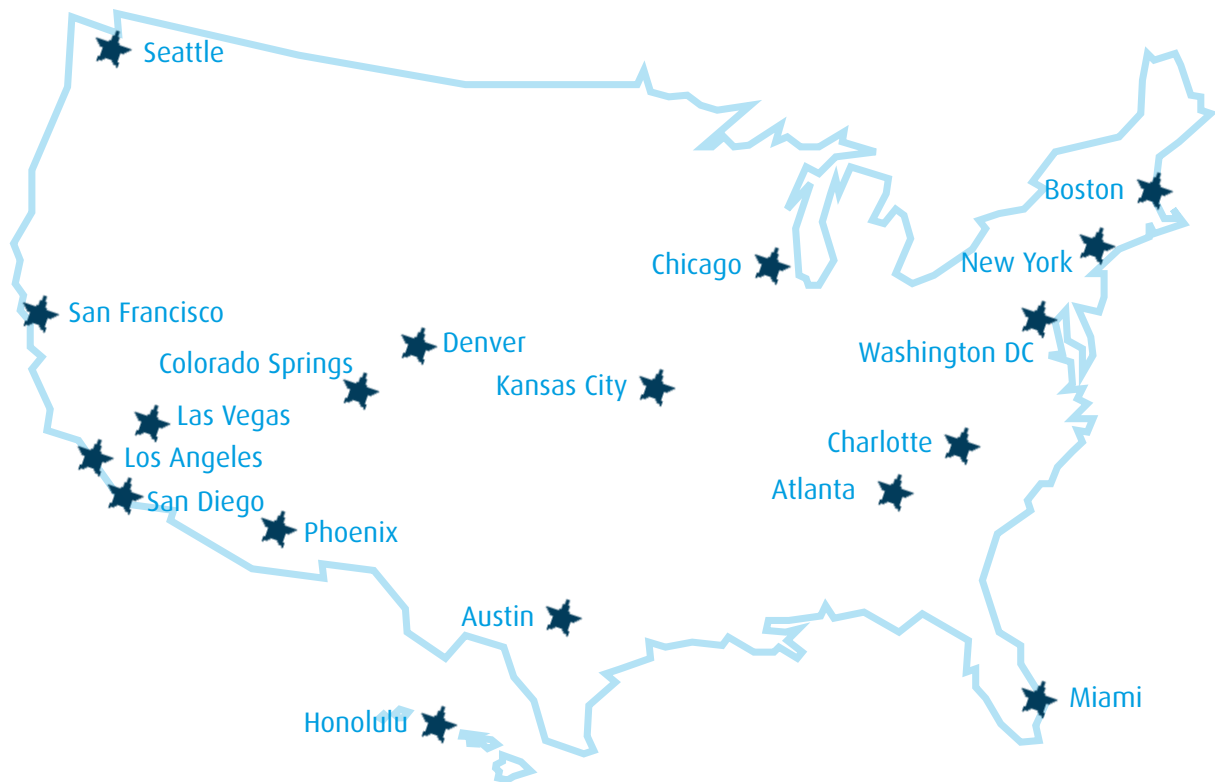 Seattle
Boston
New York
Chicago
San Francisco
Denver
Washington DC
Colorado Springs
Kansas City
Las Vegas
Charlotte
Los Angeles
Atlanta
San Diego
Phoenix
Austin
Miami
Honolulu